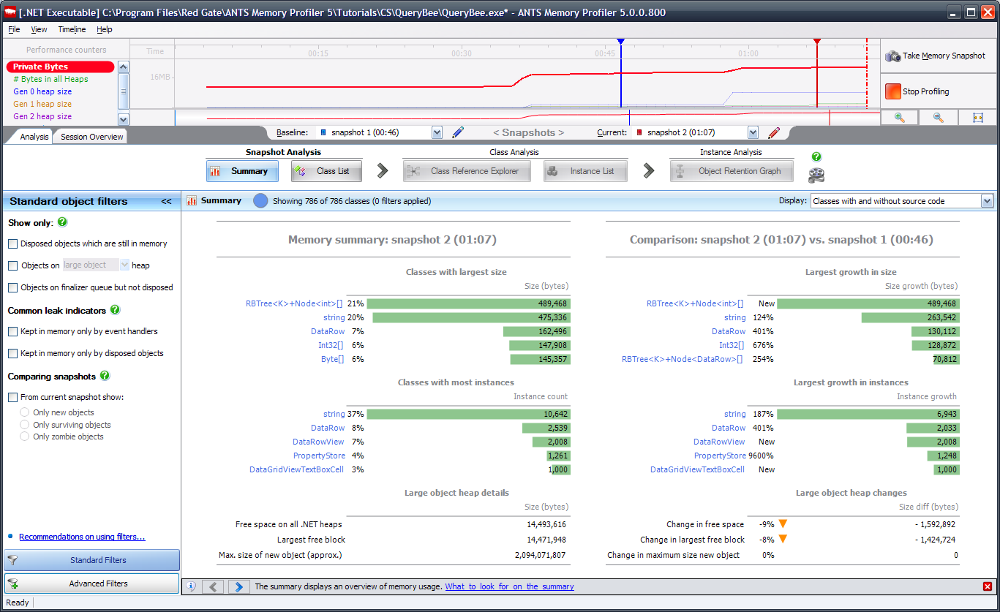 [.NET Executable] C:\Program Files\Red Gate\ANTS Memory Profiler 5\Tutorials\CS\QueryBee\QueryBee.exe* - ANTS Memory Profiler 5.0.0.800
File View Timeline Help
Performance counters
Private Bytes
# Bytes in all Heaps
Gen 0 heap size
Gen 1 heap size
Gen 2 heap size
Time 00:15 00:30 00:45 01:00
16MB
Take Memory Snapshot
Stop Profiling
Analysis Session Overview
Baseline: snapshot 1 (00:46) < Snapshots > Current: snapshot 2 (01:07)
Snapshot Analysis Class Analysis Instance Analysis
Summary Class List Class Reference Explorer Instance List Object Retention Graph
Standard object filters <<
Show only:
Disposed objects which are still in memory
Objects on large object heap
Objects on finalizer queue but not disposed
Common leak indicators
Kept in memory only by event handlers
Kept in memory only by disposed objects
Comparing snapshots
From current snapshot show:
Only new objects
Only surviving objects
Only zombie objects
Recommendations on using filters...
Standard Filters
Advanced Filters
Summary Showing 786 of 786 classes (0 filters applied) Display: Classes with and without source code
Memory summary: snapshot 2 (01:07)
Classes with largest size
Size (bytes)
RBTree<K>+Node<int>[] 21% 489,468
string 20% 475,336
DataRow 7% 162,496
Int32[] 6% 147,908
Byte[] 6% 145,357
Classes with most instances
Instance count
string 37% 10,642
DataRow 8% 2,539
DataRowView 7% 2,008
PropertyStore 4% 1,261
DataGridViewTextBoxCell 3% 1,000
Large object heap details
Size (bytes)
Free space on all .NET heaps 14,493,616
Largest free block 14,471,948
Max. size of new object (approx.) 2,094,071,807
Comparison: snapshot 2 (01:07) vs. snapshot 1 (00:46)
Largest growth in size
Size growth (bytes)
RBTree<K>+Node<int>[] New 489,468
string 124% 263,542
DataRow 401% 130,112
Int32[] 676% 128,872
RBTree<K>+Node<DataRow>[] 254% 70,812
Largest growth in instances
Instance growth
string 187% 6,943
DataRow 401% 2,033
DataRowView New 2,008
PropertyStore 9600% 1,248
DataGridViewTextBoxCell New 1,000
Large object heap changes
Size diff (bytes)
Change in free space -9% - 1,592,892
Change in largest free block -8% - 1,424,724
Change in maximum size new object 0% 0
The summary displays an overview of memory usage. What to look for on the summary
Ready